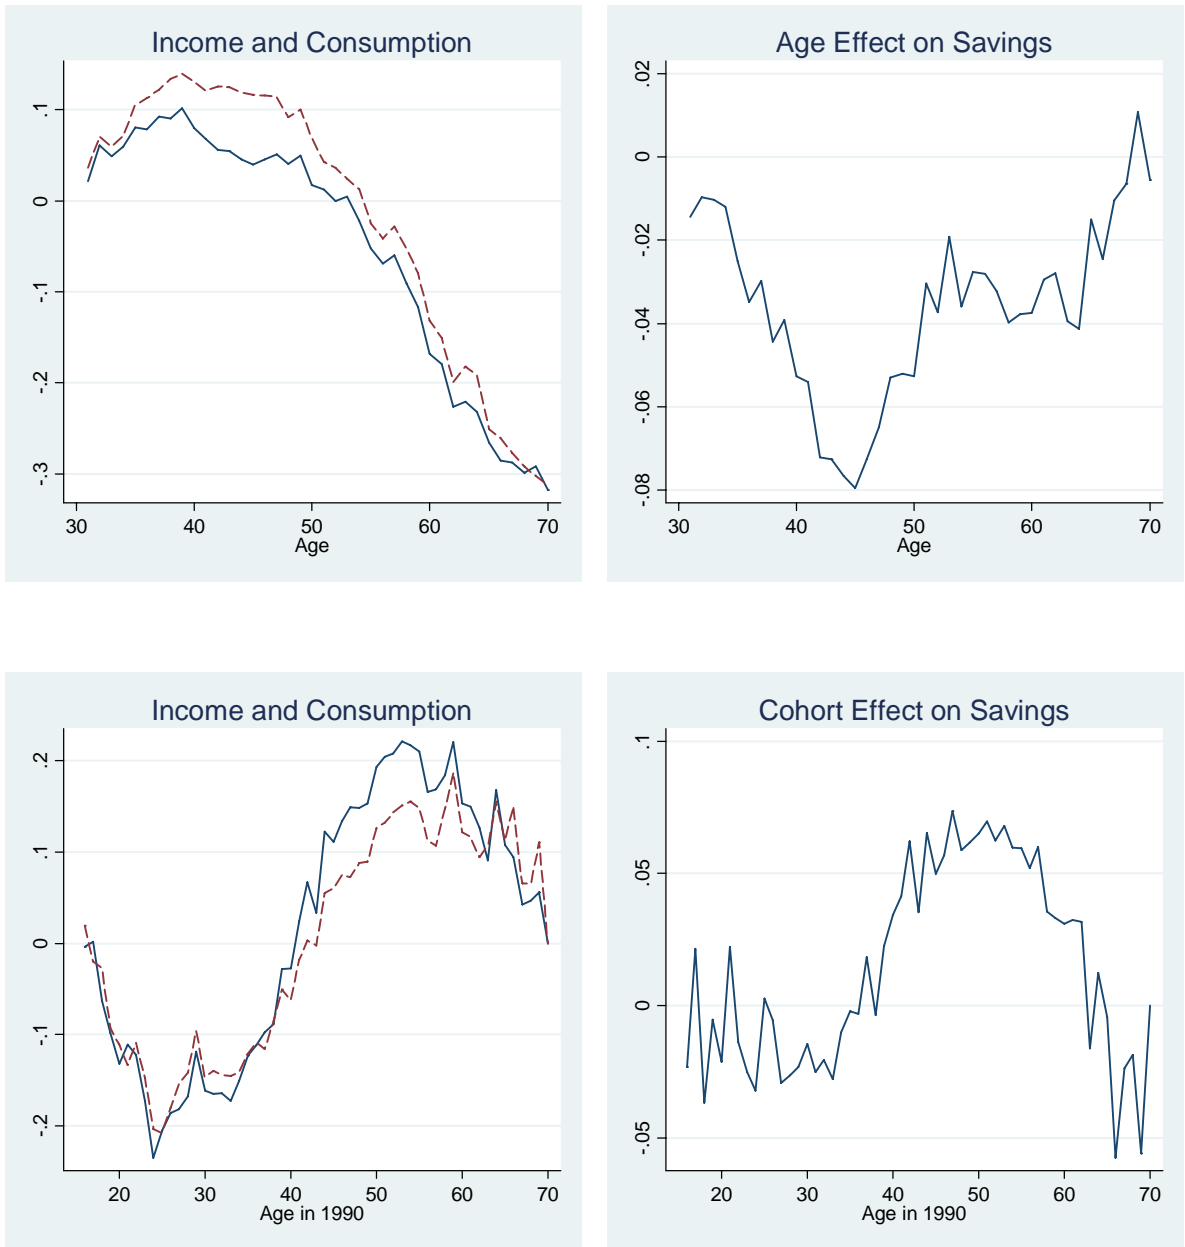 Income and Consumption
.1
0
-.1
-.2
-.3
30 40 50 60 70
Age
Age Effect on Savings
.02
0
-.02
-.04
-.06
-.08
30 40 50 60 70
Age
Income and Consumption
.2
.1
0
-.1
-.2
20 30 40 50 60 70
Age in 1990
Cohort Effect on Savings
.1
.05
0
-.05
20 30 40 50 60 70
Age in 1990